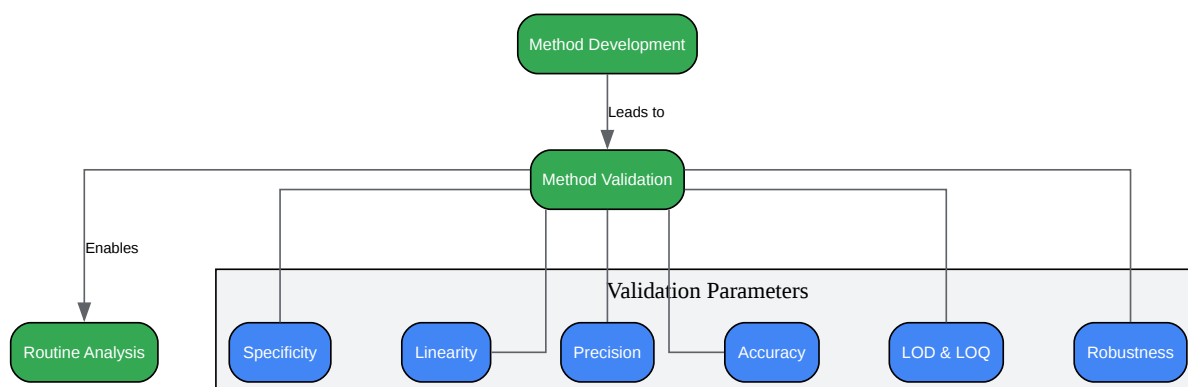 Method Development
Leads to
Method Validation
Enables
Validation Parameters
Routine Analysis
Specificity
Linearity
Precision
Accuracy
LOD & LOQ
Robustness